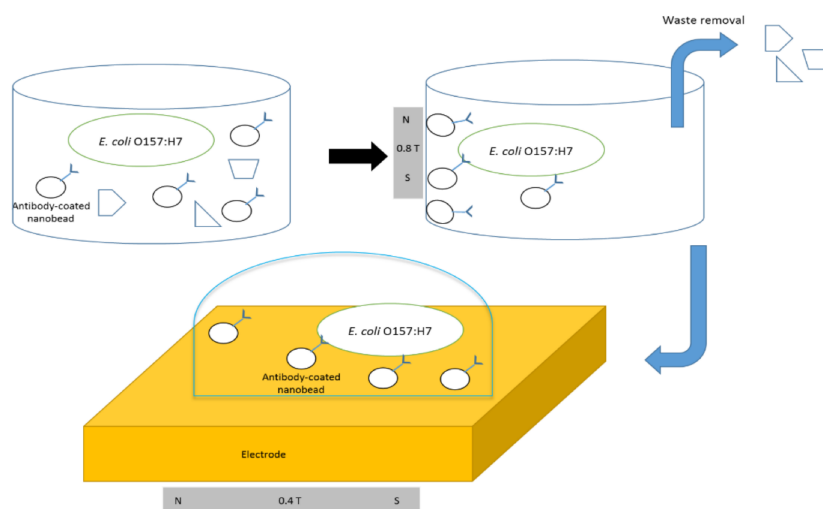 Waste removal
E. coli O157:H7
Antibody-coated
nanobead
N
0.8 T
S
E. coli O157:H7
E. coli O157:H7
Antibody-coated
nanobead
Electrode
N 0.4 T S